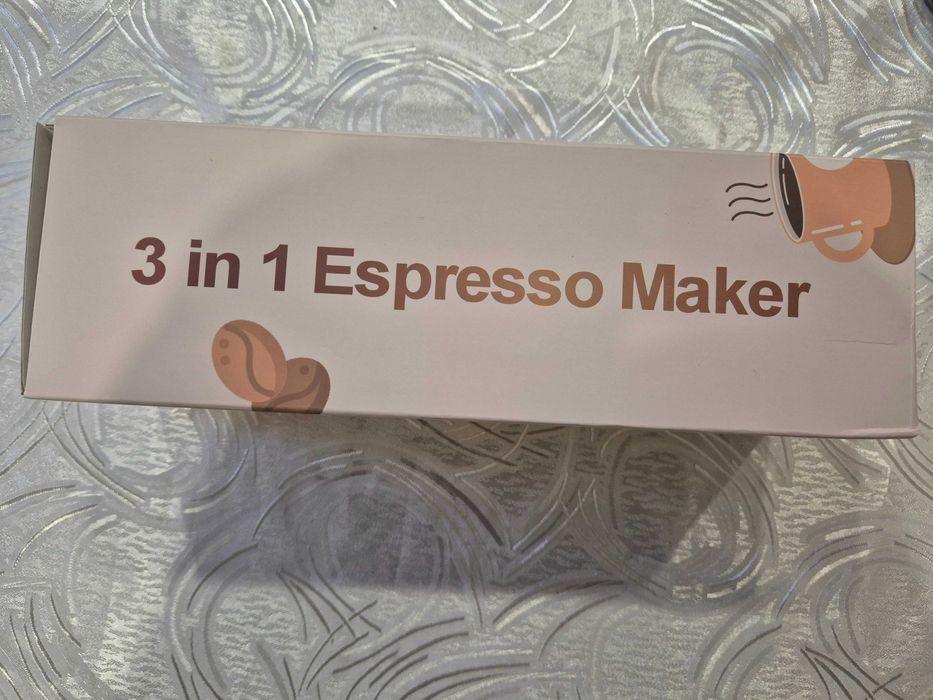 3 in 1 Espresso Maker